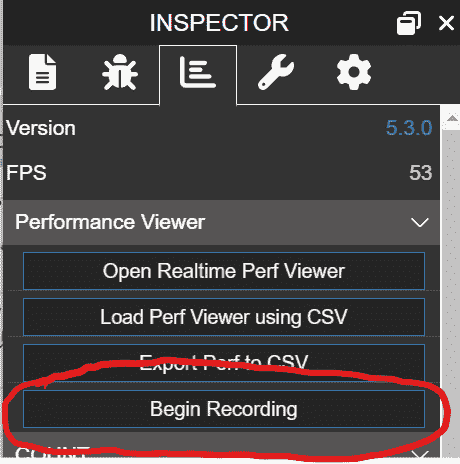 INSPECTOR
Version 5.3.0
FPS 53
Performance Viewer
Open Realtime Perf Viewer
Load Perf Viewer using CSV
Export Perf to CSV
Begin Recording
COUNT